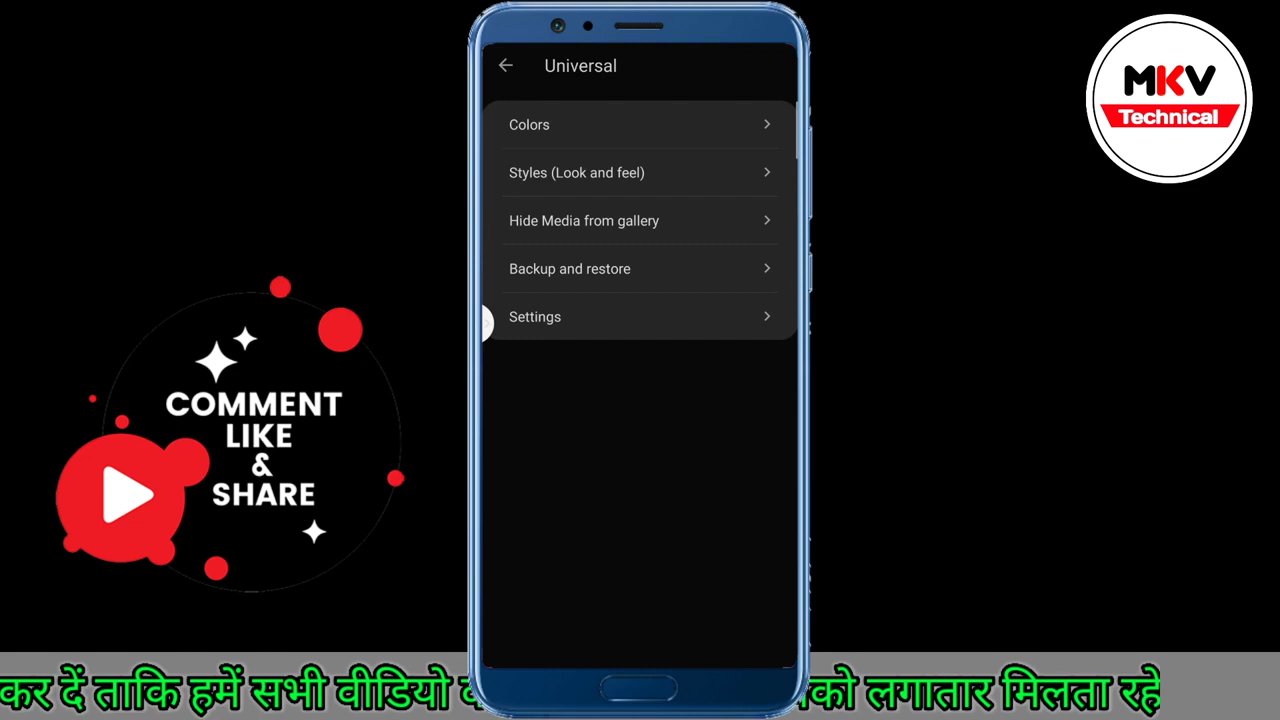 Universal
Colors
Styles (Look and feel)
Hide Media from gallery
Backup and restore
Settings
MKV
Technical
COMMENT
LIKE
&
SHARE
कर दें ताकि हमें सभी वीडियो
को लगातार मिलता रहे